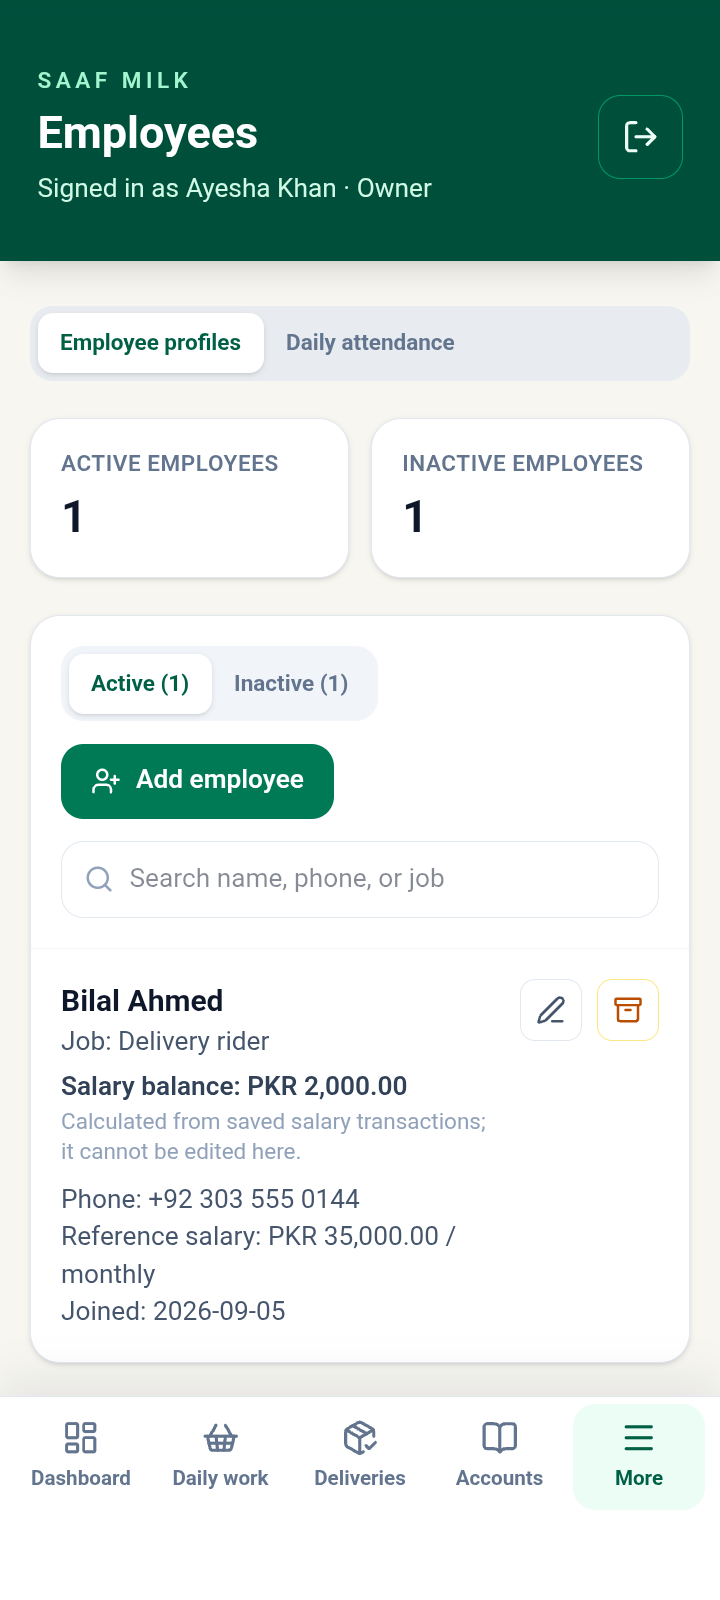 SAAF MILK
Employees
Signed in as Ayesha Khan · Owner
Employee profiles
Daily attendance
ACTIVE EMPLOYEES
1
INACTIVE EMPLOYEES
1
Active (1)
Inactive (1)
Add employee
Search name, phone, or job
Bilal Ahmed
Job: Delivery rider
Salary balance: PKR 2,000.00
Calculated from saved salary transactions;
it cannot be edited here.
Phone: +92 303 555 0144
Reference salary: PKR 35,000.00 /
monthly
Joined: 2026-09-05
Dashboard
Daily work
Deliveries
Accounts
More